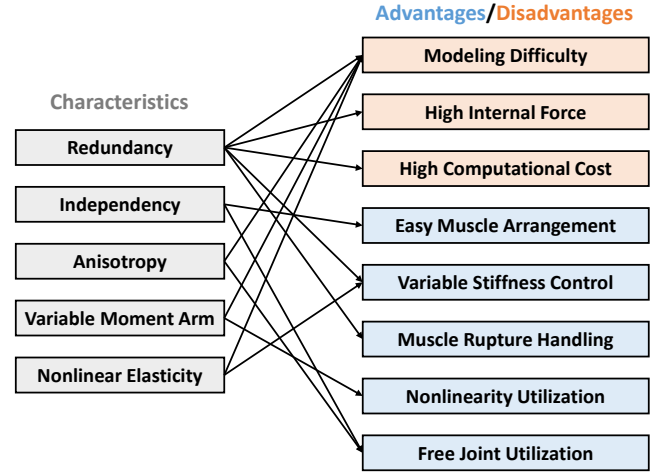 Advantages/Disadvantages
Characteristics
Redundancy
Independency
Anisotropy
Variable Moment Arm
Nonlinear Elasticity
Modeling Difficulty
High Internal Force
High Computational Cost
Easy Muscle Arrangement
Variable Stiffness Control
Muscle Rupture Handling
Nonlinearity Utilization
Free Joint Utilization